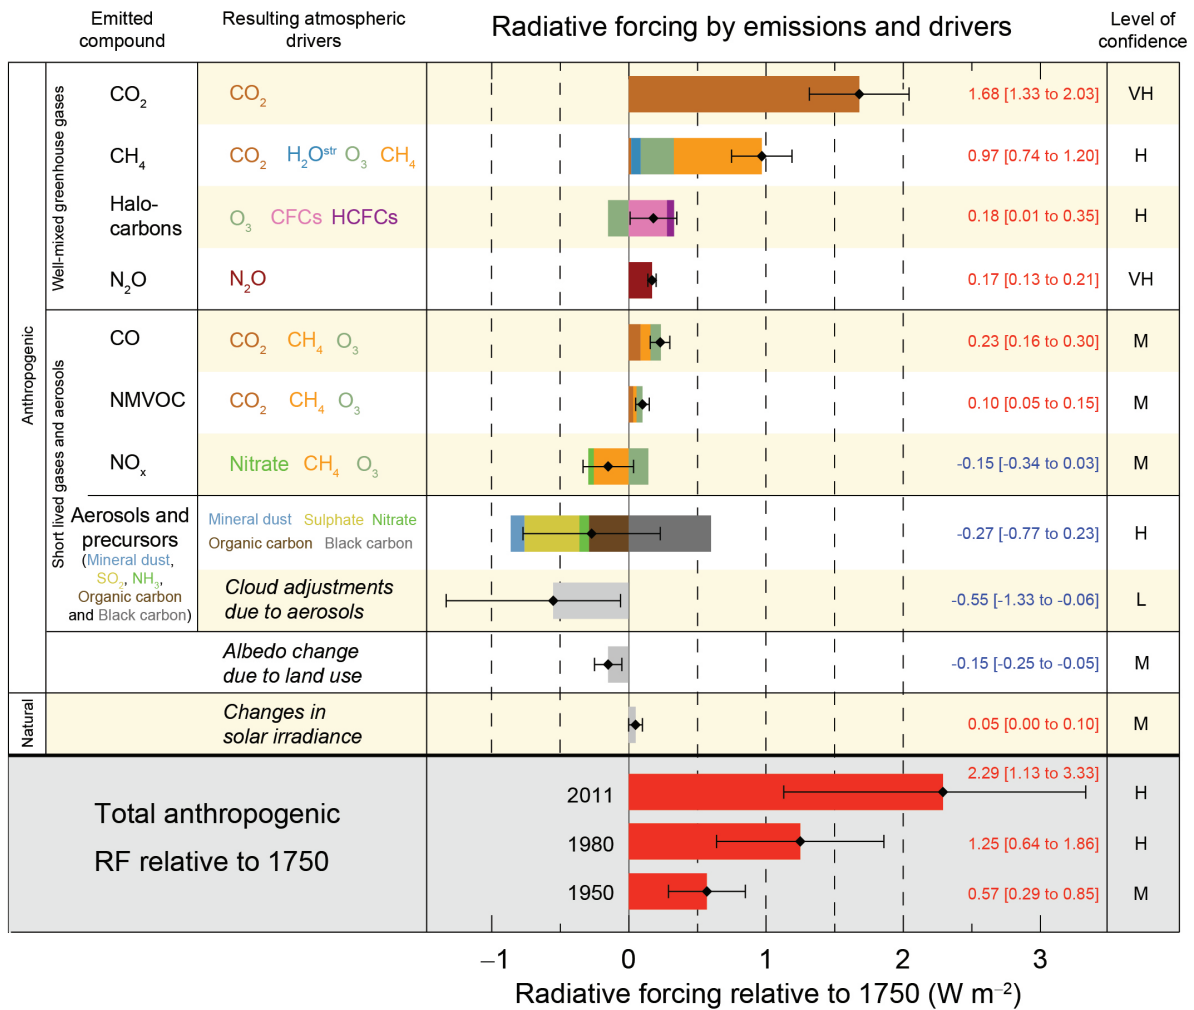 Emitted compound
Resulting atmospheric drivers
Radiative forcing by emissions and drivers
Level of confidence
Anthropogenic
Well-mixed greenhouse gases
CO₂
CO₂
1.68 [1.33 to 2.03]
VH
CH₄
CO₂ H₂Oˢᵗʳ O₃ CH₄
0.97 [0.74 to 1.20]
H
Halo-
carbons
O₃ CFCs HCFCs
0.18 [0.01 to 0.35]
H
N₂O
N₂O
0.17 [0.13 to 0.21]
VH
Short lived gases and aerosols
CO
CO₂ CH₄ O₃
0.23 [0.16 to 0.30]
M
NMVOC
CO₂ CH₄ O₃
0.10 [0.05 to 0.15]
M
NOₓ
Nitrate CH₄ O₃
-0.15 [-0.34 to 0.03]
M
Aerosols and
precursors
(Mineral dust,
SO₂, NH₃,
Organic carbon
and Black carbon)
Mineral dust Sulphate Nitrate
Organic carbon Black carbon
-0.27 [-0.77 to 0.23]
H
Cloud adjustments
due to aerosols
-0.55 [-1.33 to -0.06]
L
Albedo change
due to land use
-0.15 [-0.25 to -0.05]
M
Natural
Changes in
solar irradiance
0.05 [0.00 to 0.10]
M
Total anthropogenic
RF relative to 1750
2011
2.29 [1.13 to 3.33]
H
1980
1.25 [0.64 to 1.86]
H
1950
0.57 [0.29 to 0.85]
M
−1 0 1 2 3
Radiative forcing relative to 1750 (W m⁻²)